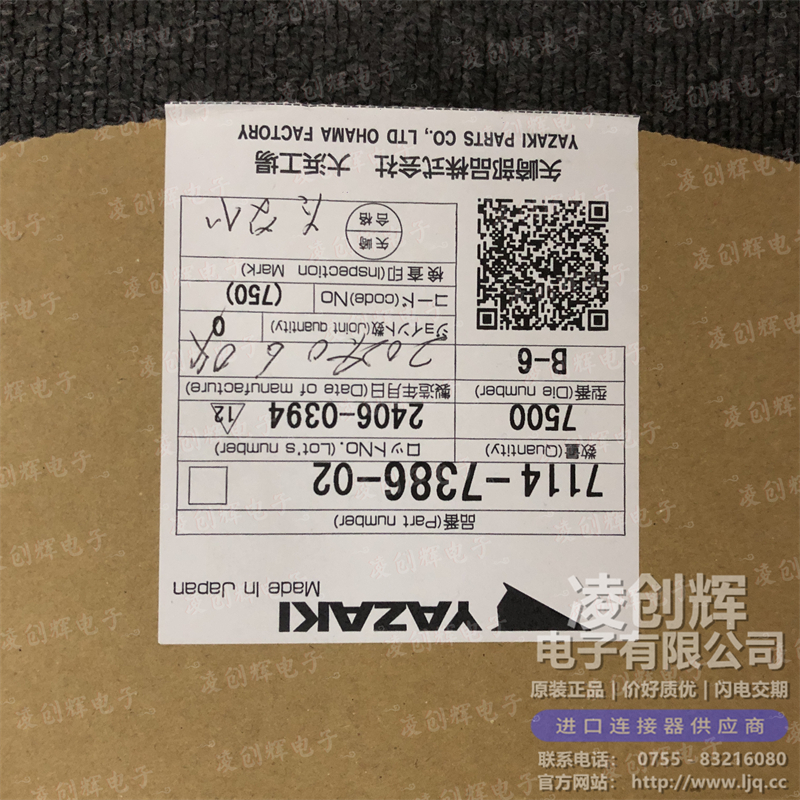 YAZAKI
Made In Japan
品番(Part number)
7114-7386-02
数量(Quantity)
ロットNO.(Lot's number)
7500
2406-0394
12
型番(Die number)
製造年月日(Date of manufacture)
B-6
ジョイント数(Joint quantity)
0
コード(code)No
(750)
検査印(Inspection Mark)
矢崎
合格
矢崎部品株式会社 大浜工場
YAZAKI PARTS CO., LTD OHAMA FACTORY
凌创辉
电子有限公司
原装正品 | 价好质优 | 闪电交期
进口连接器供应商
联系电话: 0755 - 83216080
官方网站: http://www.ljq.cc
凌创辉电子